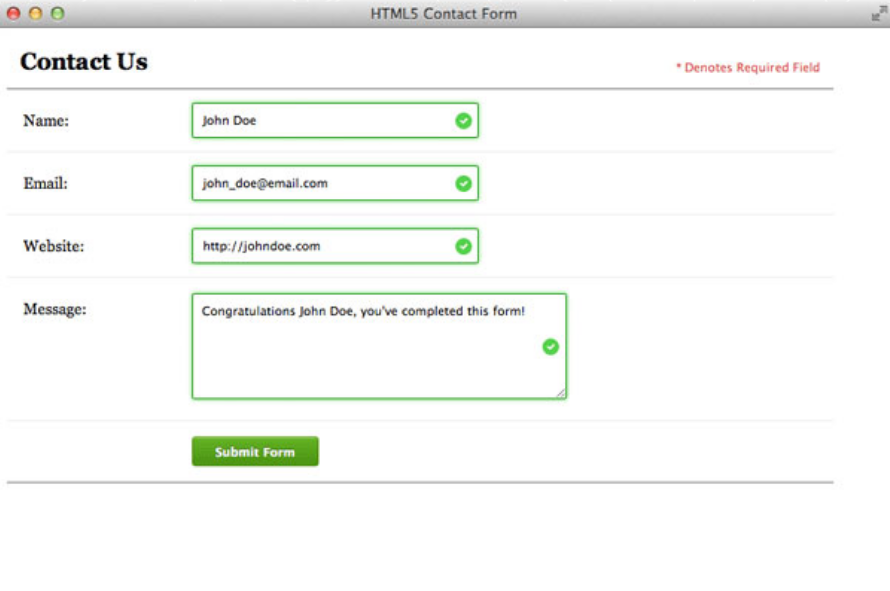 HTML5 Contact Form
Contact Us
* Denotes Required Field
Name:
John Doe
Email:
john_doe@email.com
Website:
http://johndoe.com
Message:
Congratulations John Doe, you've completed this form!
Submit Form